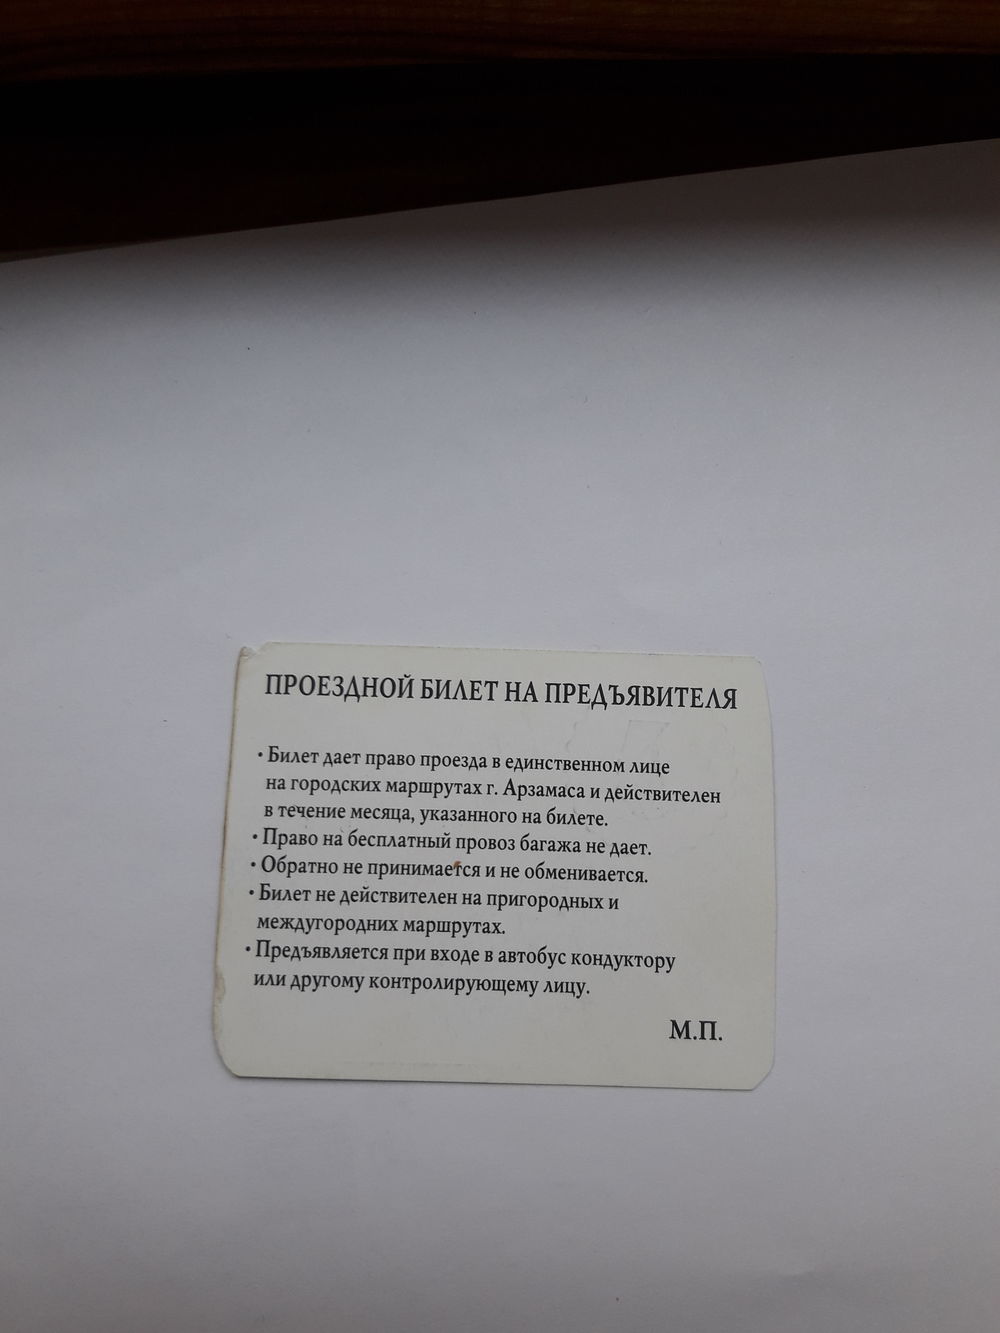 ПРОЕЗДНОЙ БИЛЕТ НА ПРЕДЪЯВИТЕЛЯ
• Билет дает право проезда в единственном лице
на городских маршрутах г. Арзамаса и действителен
в течение месяца, указанного на билете.
• Право на бесплатный провоз багажа не дает.
• Обратно не принимается и не обменивается.
• Билет не действителен на пригородных и
междугородних маршрутах.
• Предъявляется при входе в автобус кондуктору
или другому контролирующему лицу.
М.П.